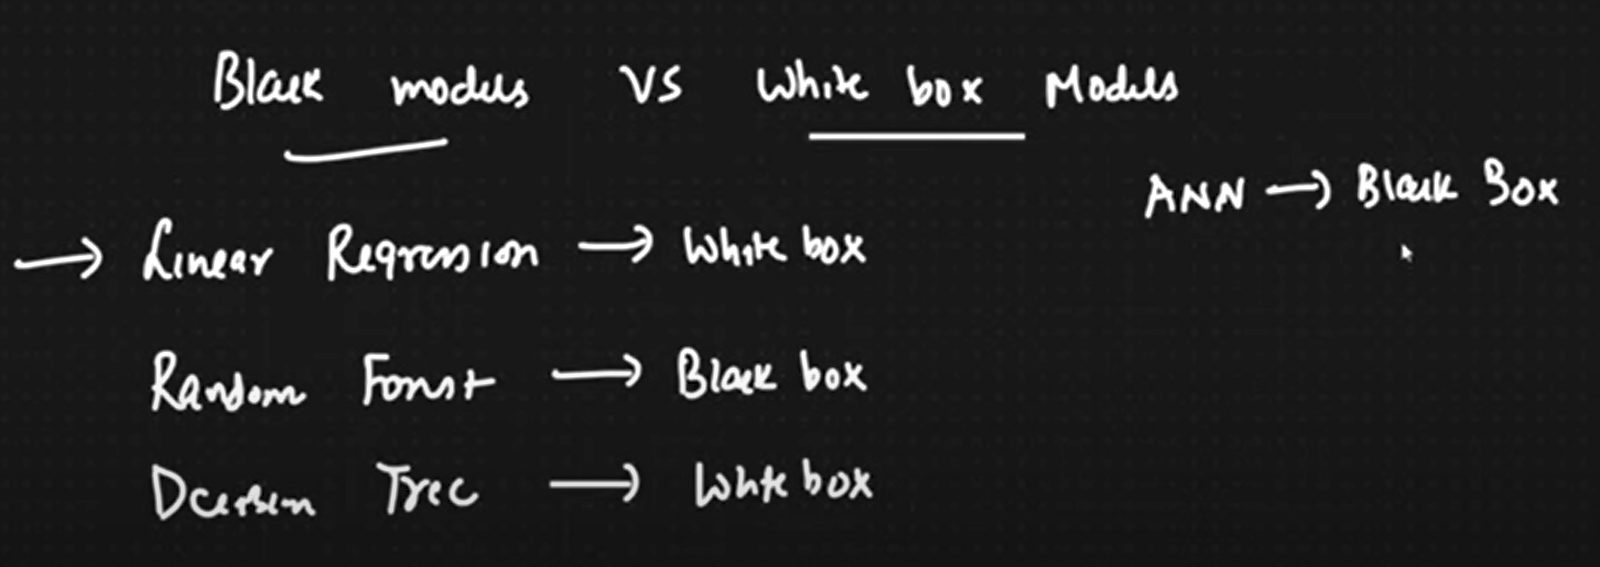 Black models VS White box Models
ANN → Black Box
→ Linear Regression → White box
Random Forest → Black box
Decision Tree → White box